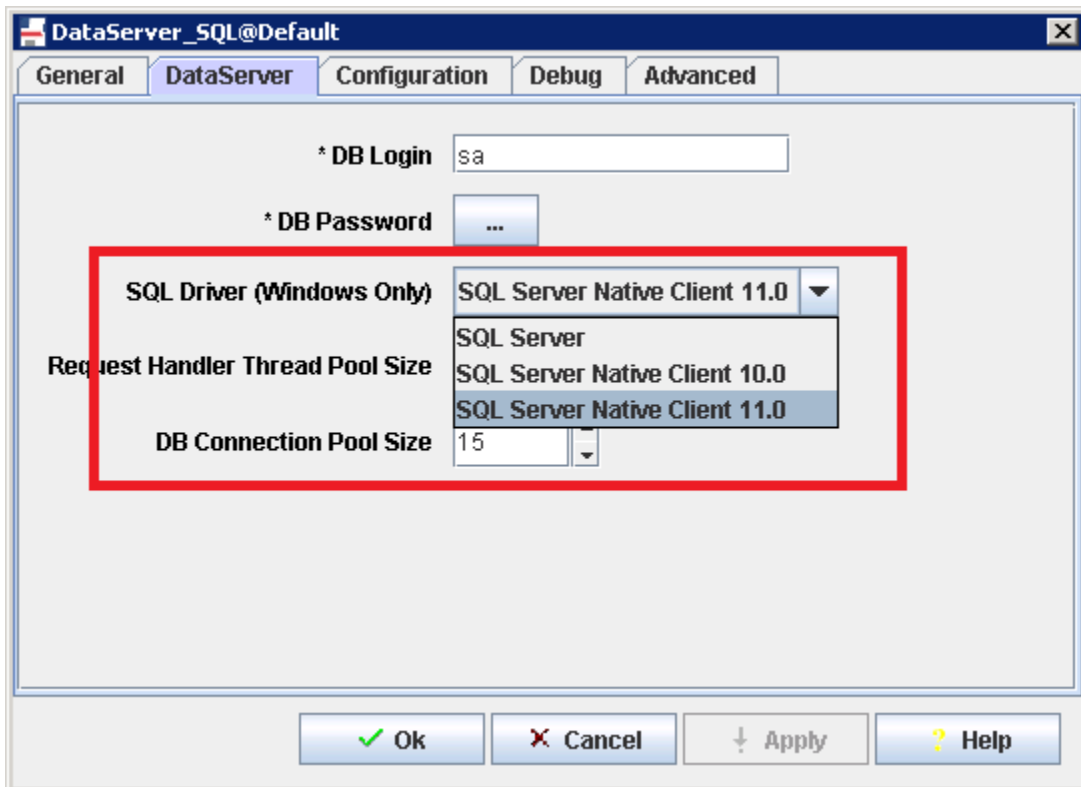 DataServer_SQL@Default
General DataServer Configuration Debug Advanced
* DB Login sa
* DB Password ...
SQL Driver (Windows Only) SQL Server Native Client 11.0
SQL Server
Request Handler Thread Pool Size SQL Server Native Client 10.0
SQL Server Native Client 11.0
DB Connection Pool Size 15
Ok Cancel Apply ? Help